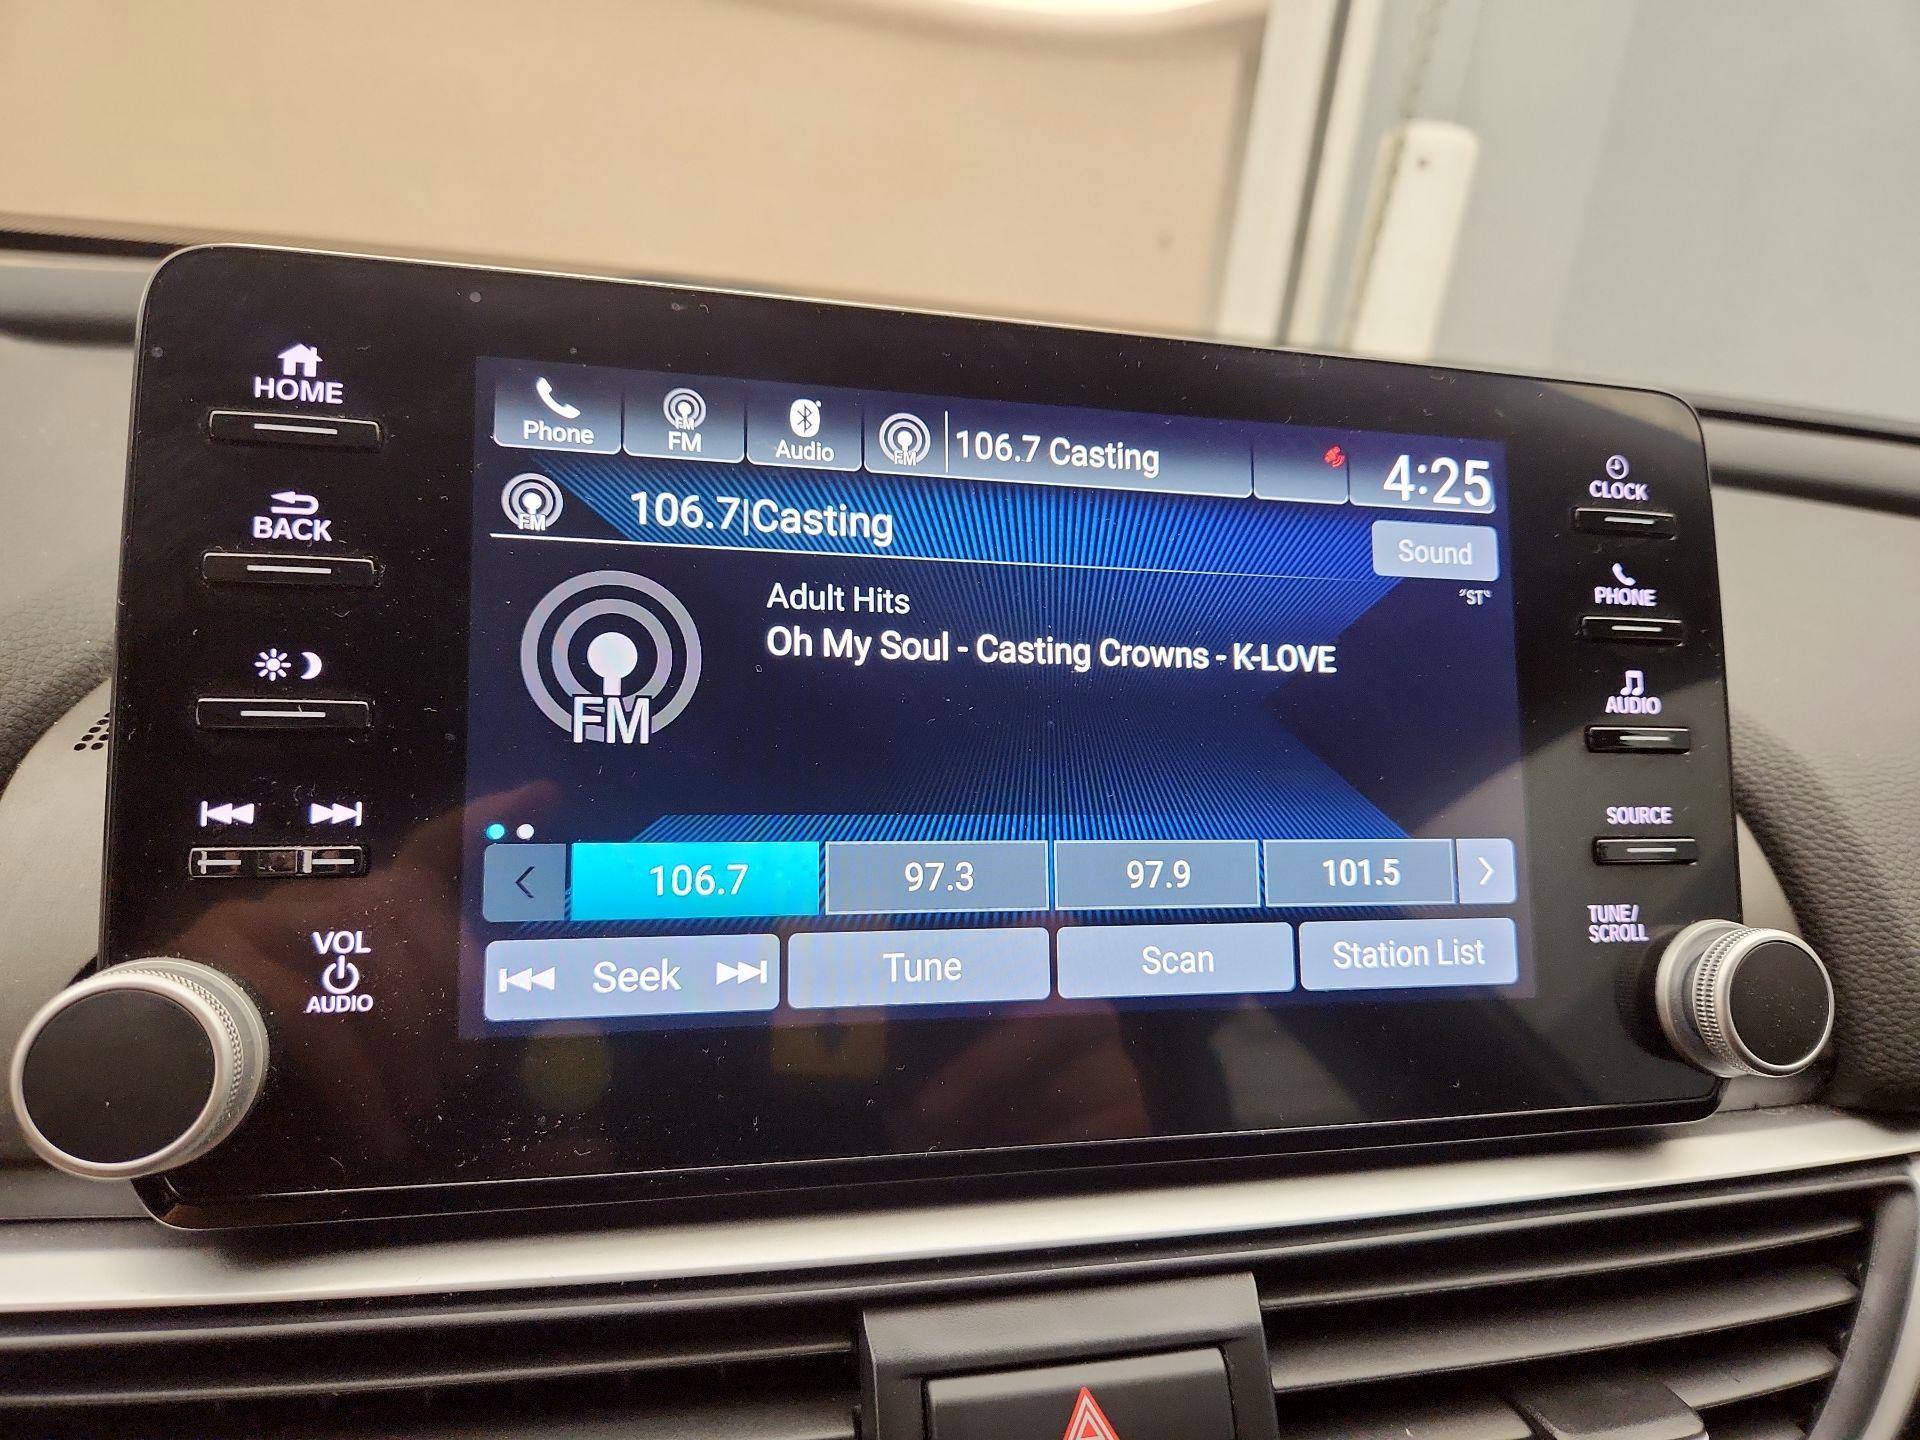 HOME
BACK
VOL
AUDIO
Phone
FM
FM
Audio
FM
106.7 Casting
4:25
FM
106.7|Casting
Sound
"ST"
Adult Hits
Oh My Soul - Casting Crowns - K-LOVE
FM
106.7
97.3
97.9
101.5
Seek
Tune
Scan
Station List
CLOCK
PHONE
AUDIO
SOURCE
TUNE/
SCROLL